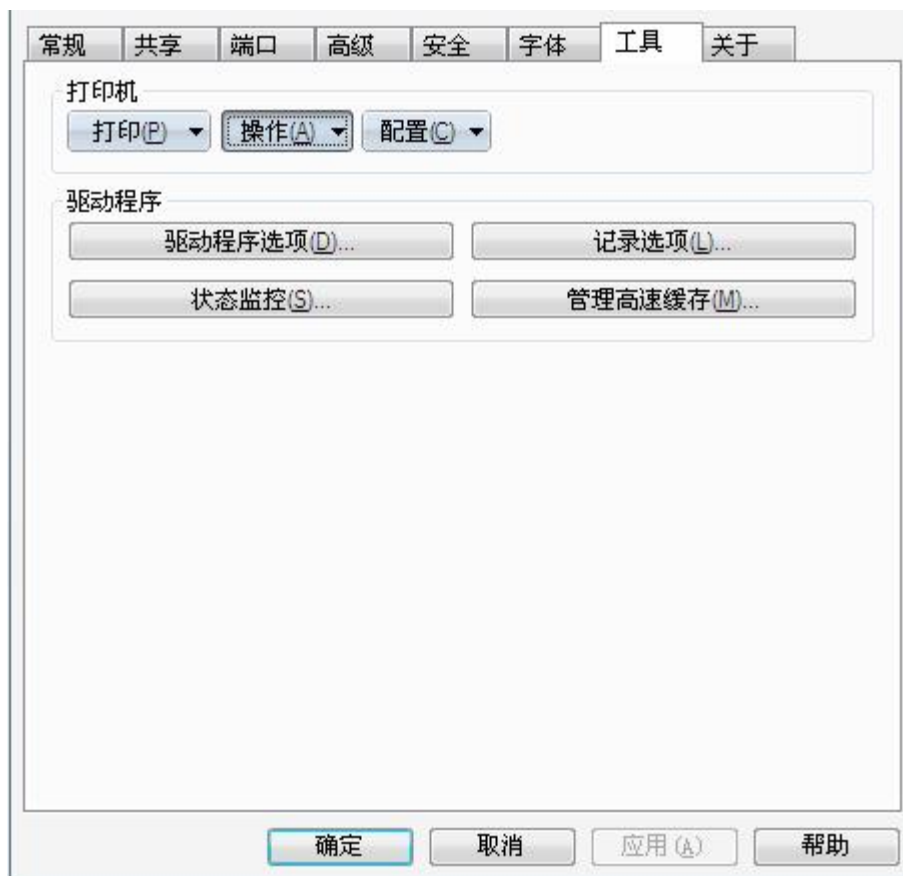 常规 共享 端口 高级 安全 字体 工具 关于
打印机
打印(P) 操作(A) 配置(C)
驱动程序
驱动程序选项(D)... 记录选项(L)...
状态监控(S)... 管理高速缓存(M)...
确定 取消 应用(A) 帮助